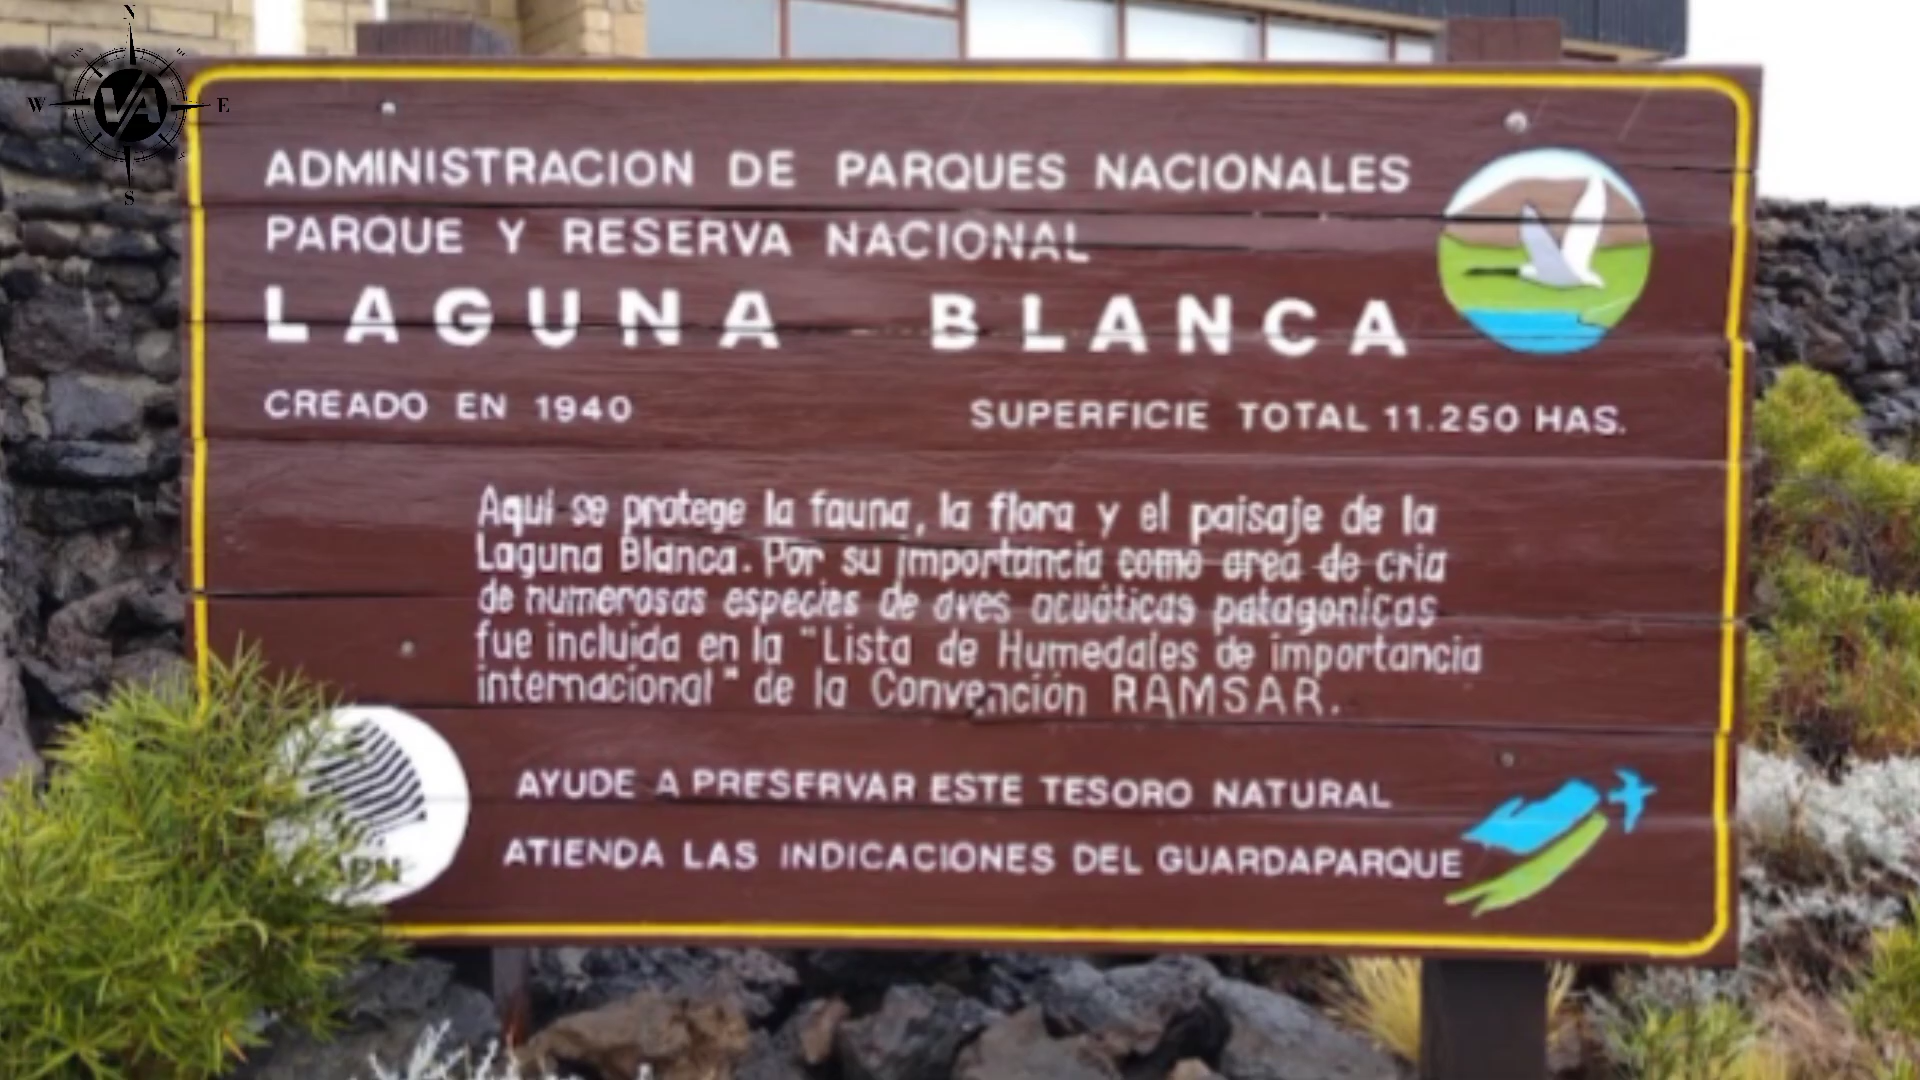 N
W VA E
S
ADMINISTRACION DE PARQUES NACIONALES
PARQUE Y RESERVA NACIONAL
LAGUNA BLANCA
CREADO EN 1940 SUPERFICIE TOTAL 11.250 HAS.
Aquí se protege la fauna, la flora y el paisaje de la
Laguna Blanca. Por su importancia como area de cria
de numerosas especies de aves acuáticas patagonicas
fue incluida en la "Lista de Humedales de importancia
internacional" de la Convención RAMSAR.
APN
AYUDE A PRESERVAR ESTE TESORO NATURAL
ATIENDA LAS INDICACIONES DEL GUARDAPARQUE